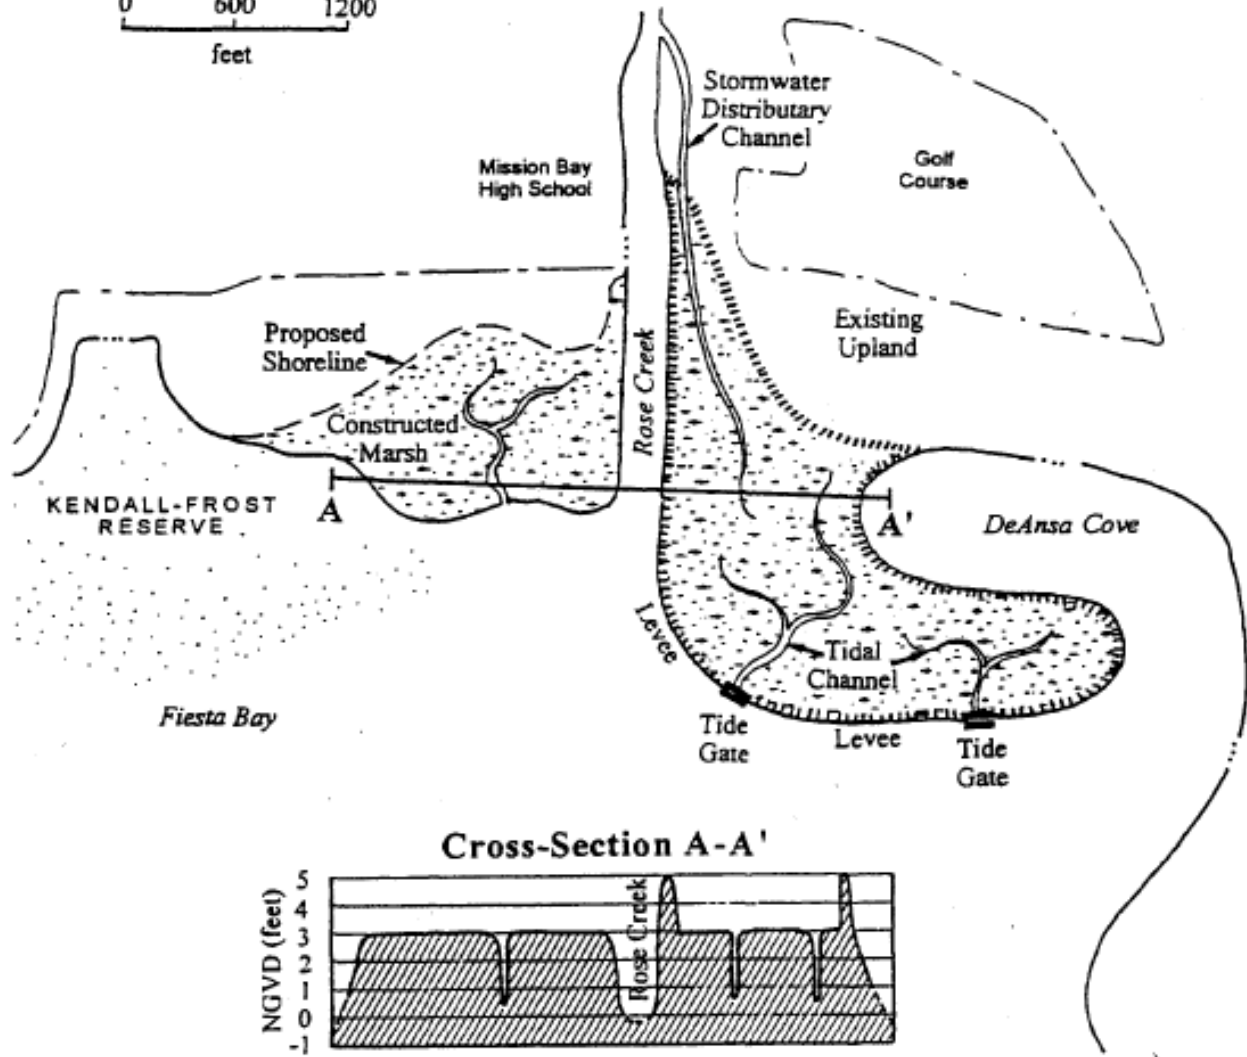 0 600 1200
feet
Stormwater
Distributary
Channel
Mission Bay
High School
Golf
Course
Proposed
Shoreline
Existing
Upland
Rose Creek
Constructed
Marsh
KENDALL-FROST
RESERVE
A
A'
DeAnsa Cove
Levee
Tidal
Channel
Fiesta Bay
Tide
Gate
Levee
Tide
Gate
Cross-Section A-A'
NGVD (feet)
5
4
3
2
1
0
-1
Rose Creek